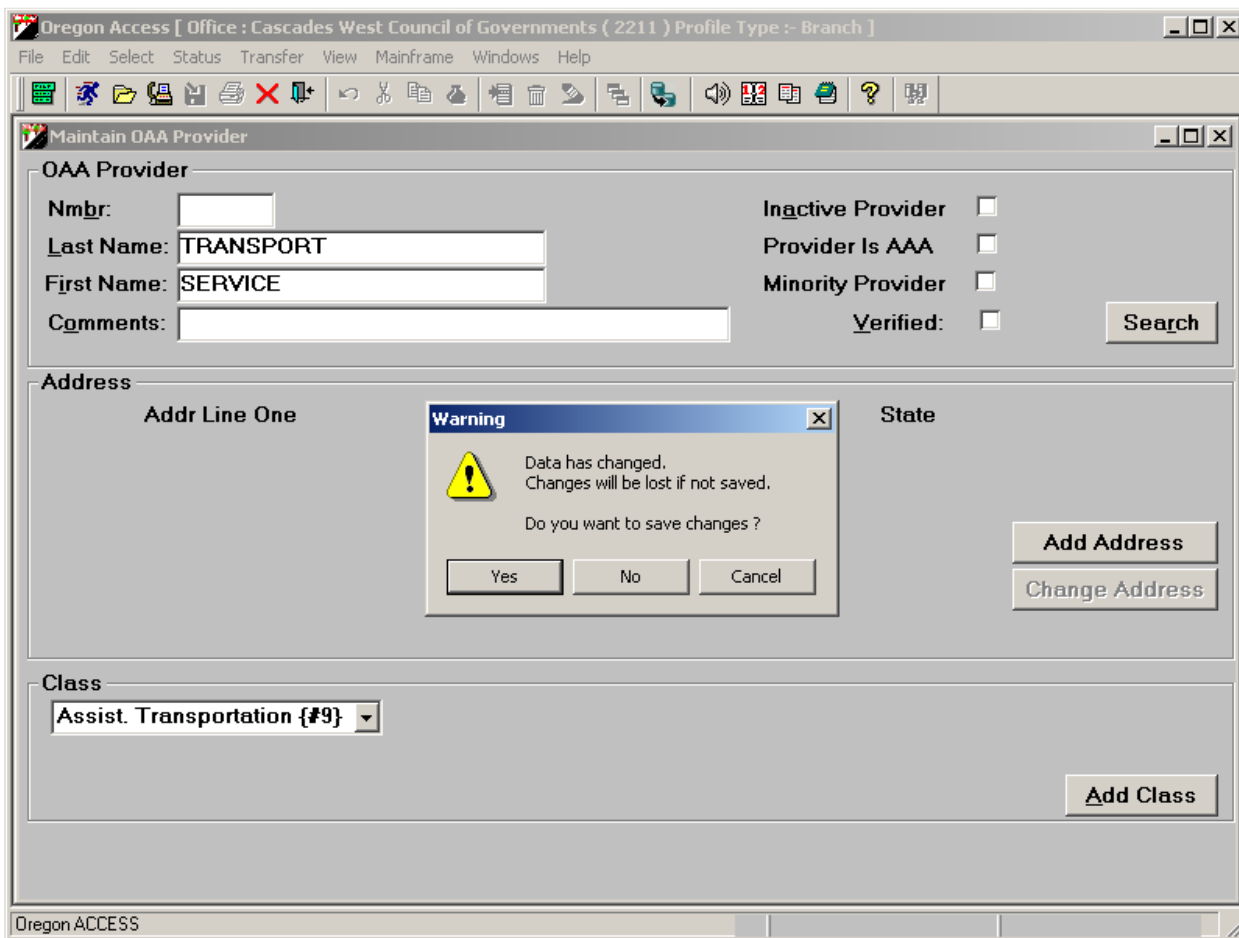 Oregon Access [ Office : Cascades West Council of Governments ( 2211 ) Profile Type :- Branch ]
File Edit Select Status Transfer View Mainframe Windows Help
Maintain OAA Provider
OAA Provider
Nmbr:
Inactive Provider
Last Name: TRANSPORT
Provider Is AAA
First Name: SERVICE
Minority Provider
Comments:
Verified:
Search
Address
Addr Line One
State
Warning
Data has changed.
Changes will be lost if not saved.
Do you want to save changes ?
Yes No Cancel
Add Address
Change Address
Class
Assist. Transportation {#9}
Add Class
Oregon ACCESS